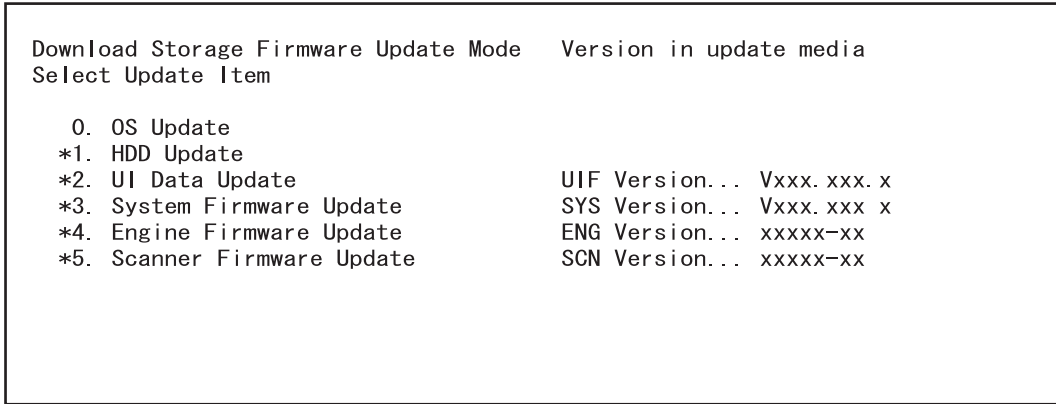 Download Storage Firmware Update Mode   Version in update media
Select Update Item
0. OS Update
*1. HDD Update
*2. UI Data Update   UIF Version... Vxxx.xxx.x
*3. System Firmware Update   SYS Version... Vxxx.xxx x
*4. Engine Firmware Update   ENG Version... xxxxx-xx
*5. Scanner Firmware Update   SCN Version... xxxxx-xx